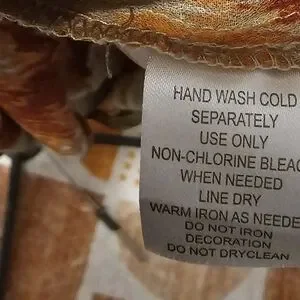 HAND WASH COLD
SEPARATELY
USE ONLY
NON-CHLORINE BLEAC
WHEN NEEDED
LINE DRY
WARM IRON AS NEEDE
DO NOT IRON
DECORATION
DO NOT DRYCLEAN